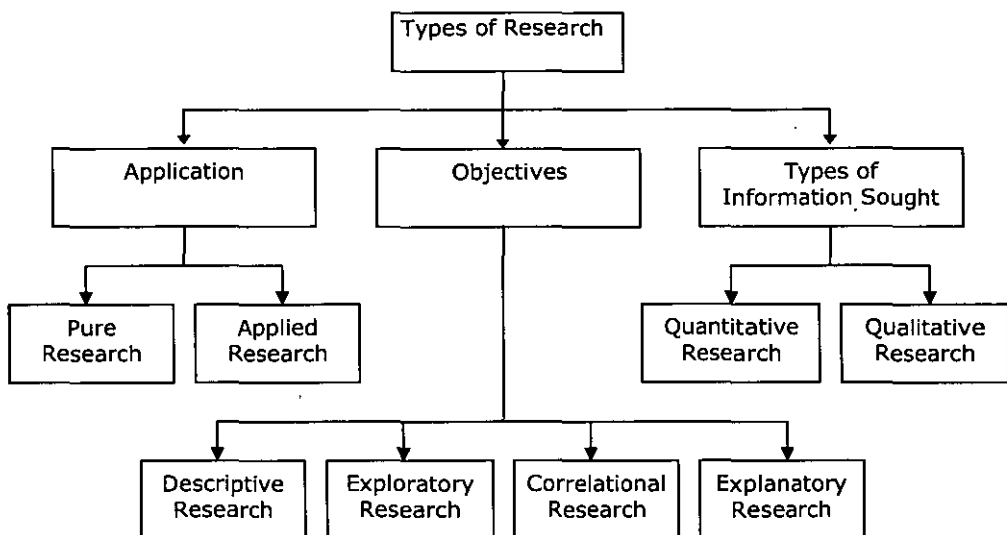 Types of Research
Application
Objectives
Types of
Information Sought
Pure
Research
Applied
Research
Quantitative
Research
Qualitative
Research
Descriptive
Research
Exploratory
Research
Correlational
Research
Explanatory
Research